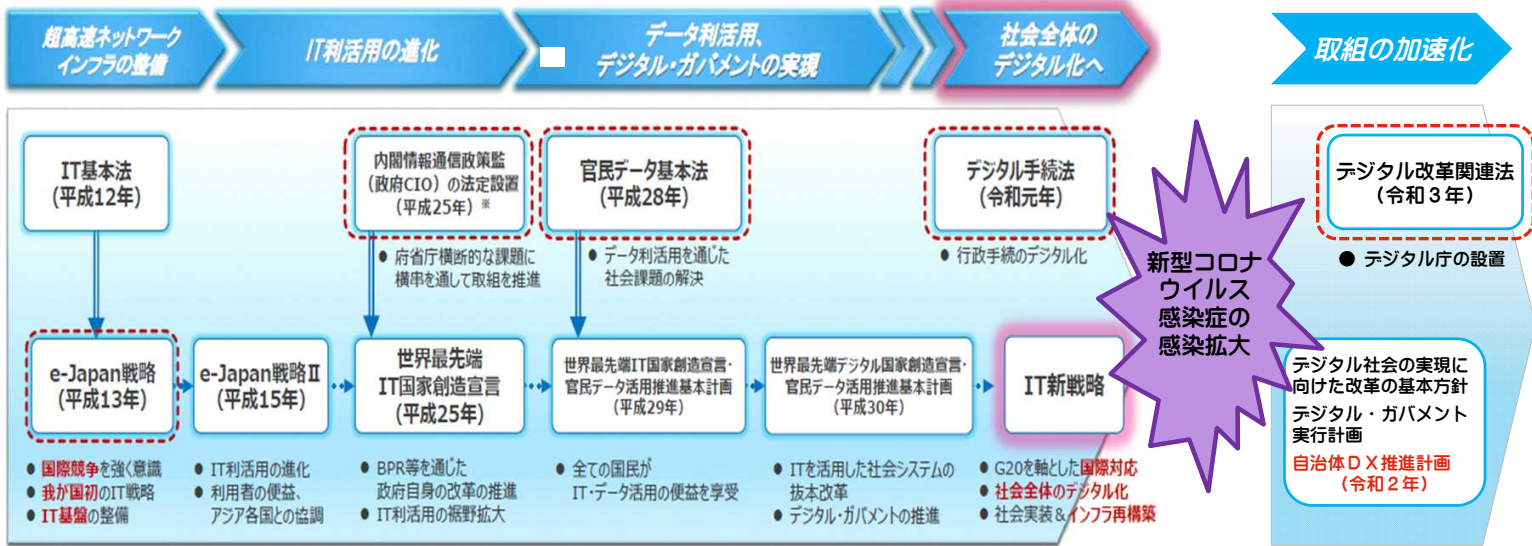 超高速ネットワーク
インフラの整備
IT利活用の進化
データ利活用、
デジタル・ガバメントの実現
社会全体の
デジタル化へ
取組の加速化
IT基本法
(平成12年)
内閣情報通信政策監
(政府CIO)の法定設置
(平成25年)※
● 府省庁横断的な課題に
横串を通して取組を推進
官民データ基本法
(平成28年)
● データ利活用を通じた
社会課題の解決
デジタル手続法
(令和元年)
● 行政手続のデジタル化
新型コロナ
ウイルス
感染症の
感染拡大
デジタル改革関連法
(令和3年)
● デジタル庁の設置
e-Japan戦略
(平成13年)
e-Japan戦略Ⅱ
(平成15年)
世界最先端
IT国家創造宣言
(平成25年)
世界最先端IT国家創造宣言・
官民データ活用推進基本計画
(平成29年)
世界最先端デジタル国家創造宣言・
官民データ活用推進基本計画
(平成30年)
IT新戦略
デジタル社会の実現に
向けた改革の基本方針
デジタル・ガバメント
実行計画
自治体DX推進計画
(令和2年)
● 国際競争を強く意識
● 我が国初のIT戦略
● IT基盤の整備
● IT利活用の進化
● 利用者の便益、
アジア各国との協調
● BPR等を通じた
政府自身の改革の推進
● IT利活用の裾野拡大
● 全ての国民が
IT・データ活用の便益を享受
● ITを活用した社会システムの
抜本改革
● デジタル・ガバメントの推進
● G20を軸とした国際対応
● 社会全体のデジタル化
● 社会実装&インフラ再構築